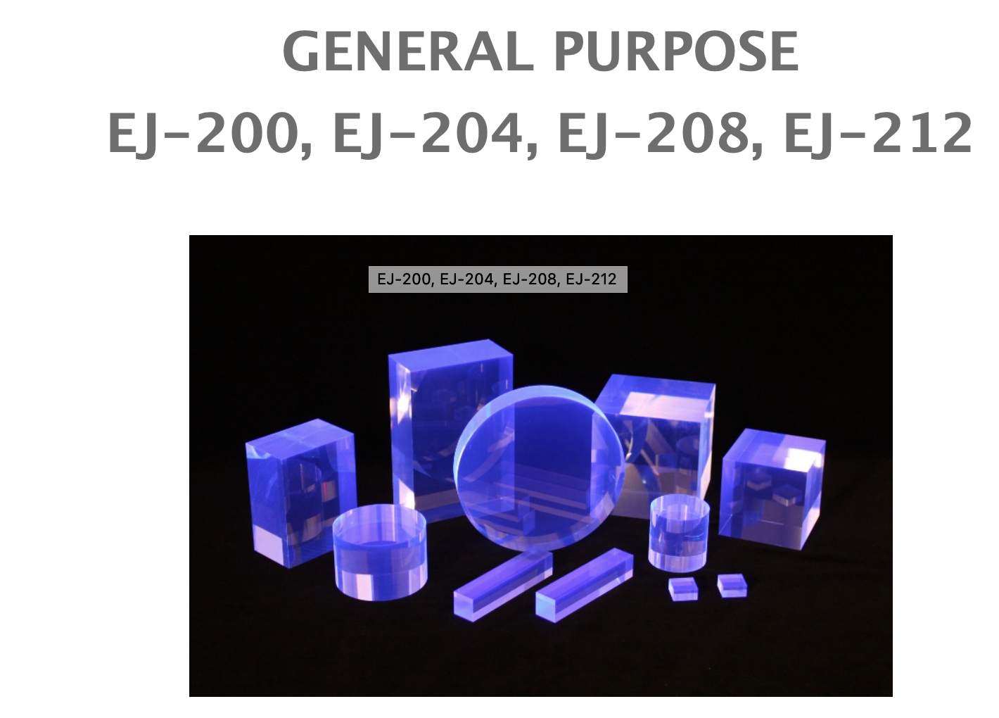 GENERAL PURPOSE
EJ–200, EJ–204, EJ–208, EJ–212
EJ-200, EJ-204, EJ-208, EJ-212